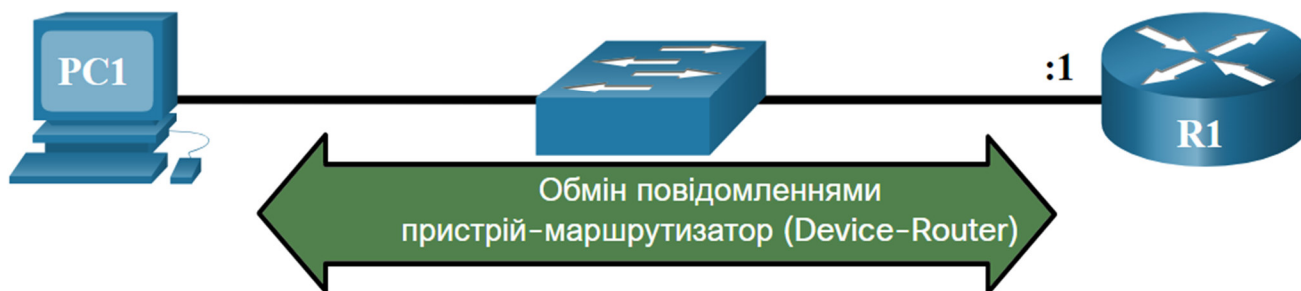 PC1
:1
R1
Обмін повідомленнями
пристрій-маршрутизатор (Device-Router)